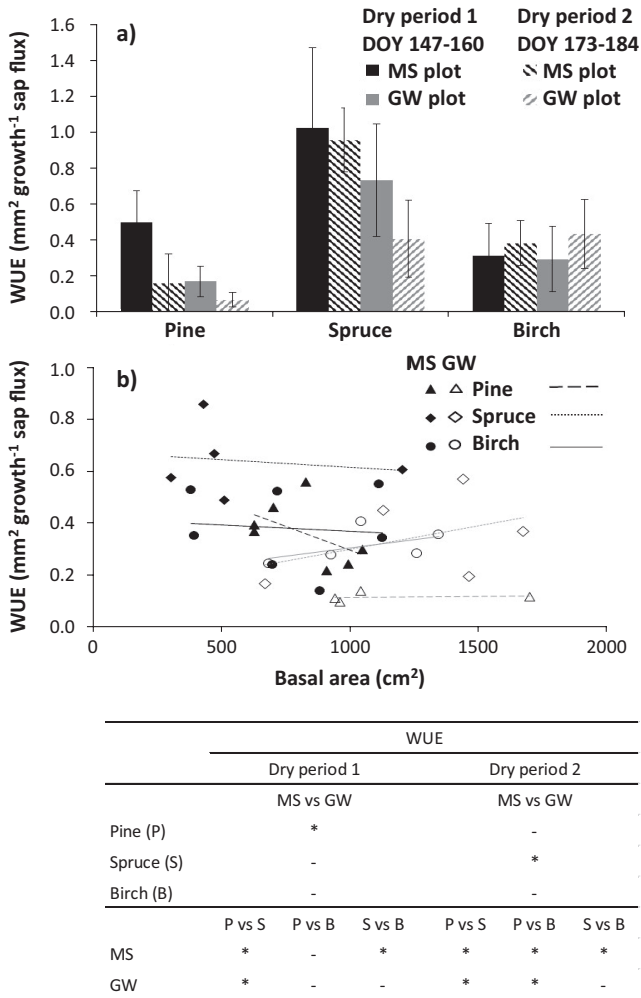 a)
Dry period 1 Dry period 2
DOY 147-160 DOY 173-184
MS plot MS plot
GW plot GW plot
WUE (mm² growth⁻¹ sap flux)
1.6
1.4
1.2
1.0
0.8
0.6
0.4
0.2
0.0
Pine Spruce Birch
b)
MS GW
Pine
Spruce
Birch
WUE (mm² growth⁻¹ sap flux)
1.0
0.8
0.6
0.4
0.2
0.0
0 500 1000 1500 2000
Basal area (cm²)
WUE
Dry period 1 Dry period 2
MS vs GW MS vs GW
Pine (P) * -
Spruce (S) - *
Birch (B) - -
P vs S P vs B S vs B P vs S P vs B S vs B
MS * - * * * *
GW * - - * * -